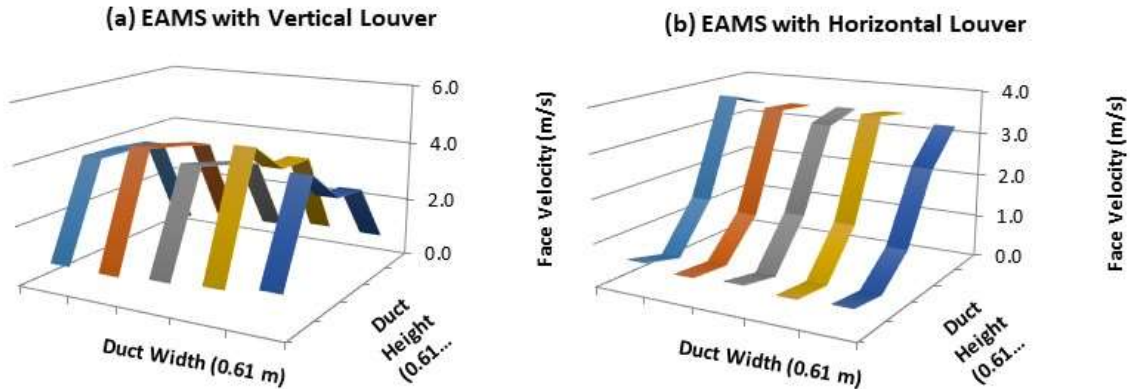 (a) EAMS with Vertical Louver
6.0
4.0
2.0
0.0
Face Velocity (m/s)
Duct Width (0.61 m)
Duct
Height
(0.61...
(b) EAMS with Horizontal Louver
4.0
3.0
2.0
1.0
0.0
Face Velocity (m/s)
Duct Width (0.61 m)
Duct
Height
(0.61...